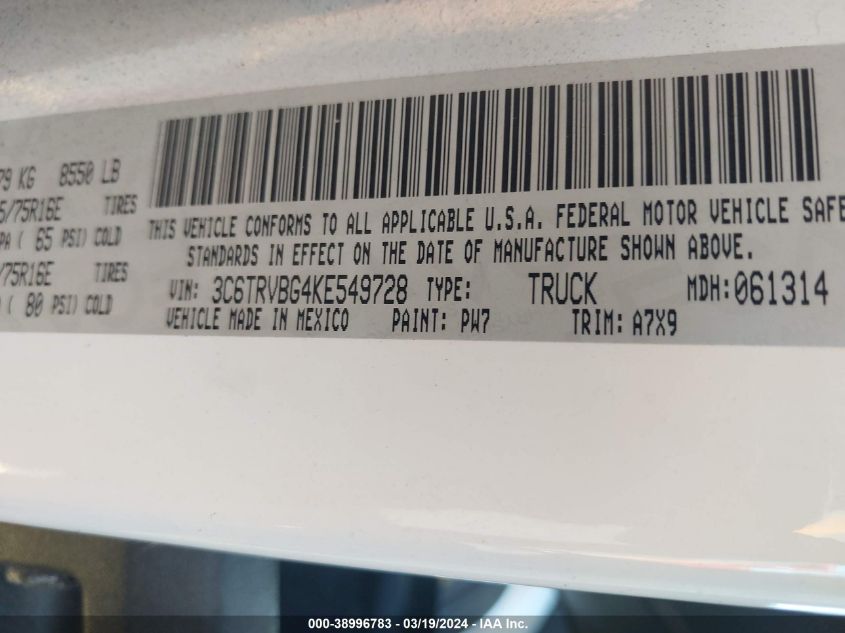 79 KG 8550 LB
5/75R16E TIRES
PA ( 65 PSI) COLD
/75R16E TIRES
( 80 PSI) COLD
THIS VEHICLE CONFORMS TO ALL APPLICABLE U.S.A. FEDERAL MOTOR VEHICLE SAFE
STANDARDS IN EFFECT ON THE DATE OF MANUFACTURE SHOWN ABOVE.
VIN: 3C6TRVBG4KE549728 TYPE: TRUCK MDH:061314
VEHICLE MADE IN MEXICO PAINT: PW7 TRIM: A7X9
000-38996783 - 03/19/2024 - IAA Inc.